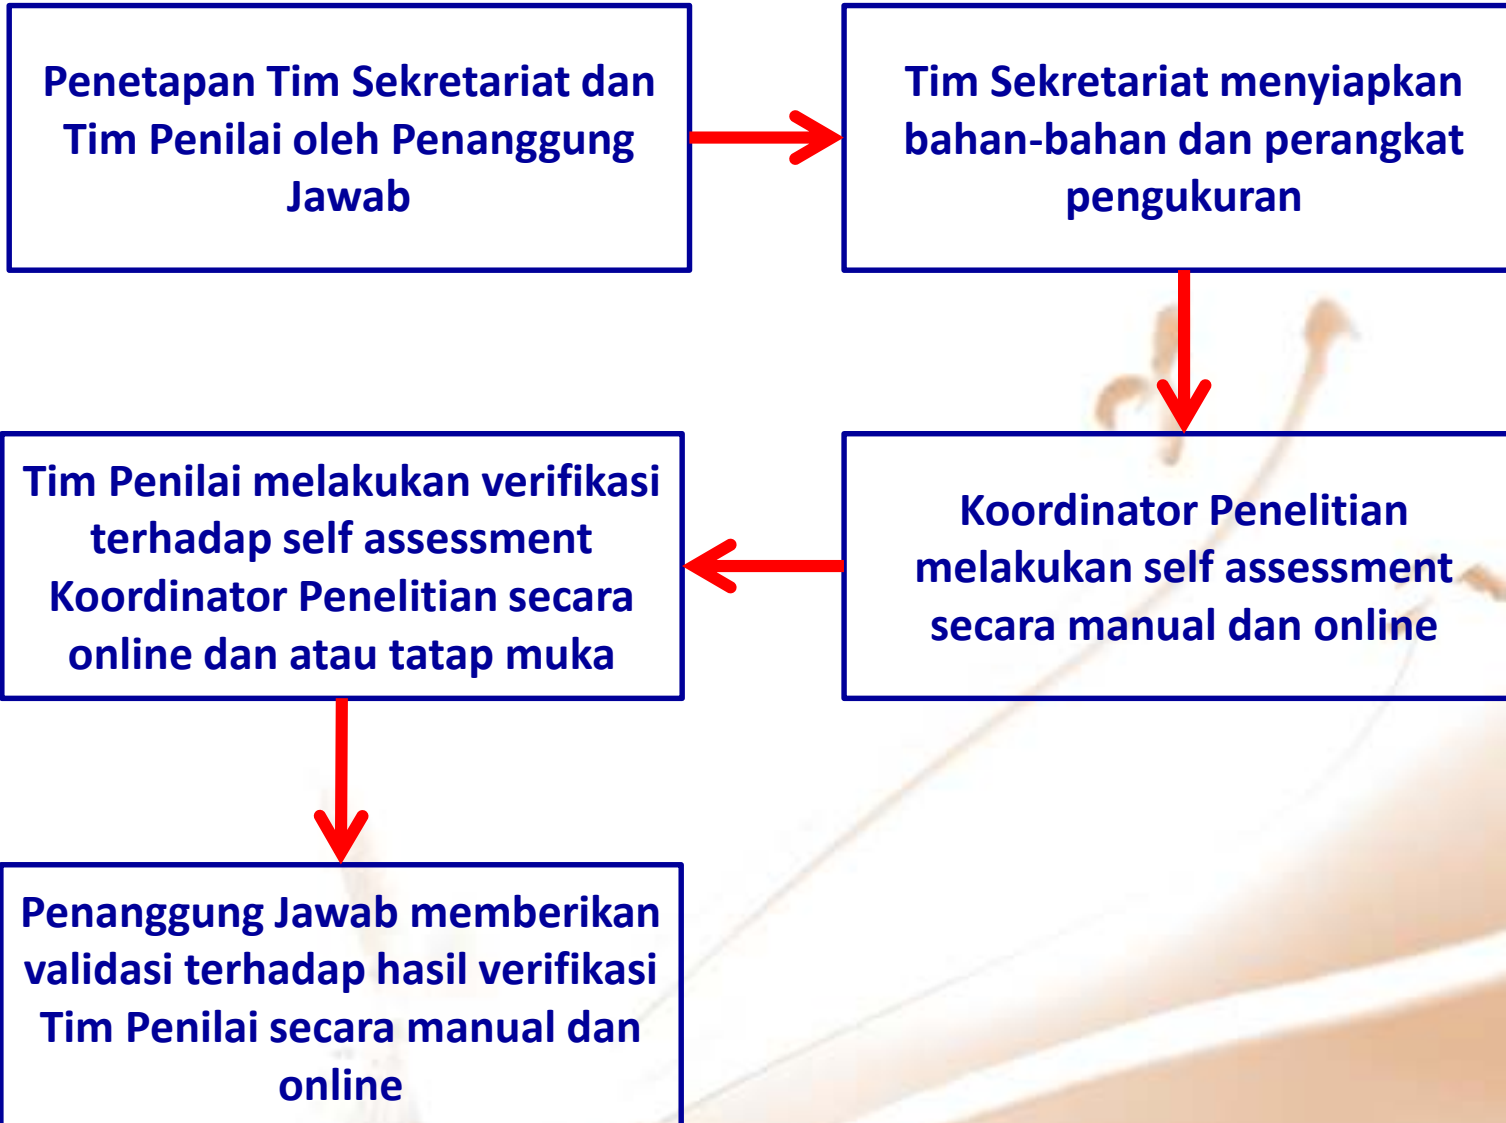 Penetapan Tim Sekretariat dan
Tim Penilai oleh Penanggung
Jawab
Tim Sekretariat menyiapkan
bahan-bahan dan perangkat
pengukuran
Koordinator Penelitian
melakukan self assessment
secara manual dan online
Tim Penilai melakukan verifikasi
terhadap self assessment
Koordinator Penelitian secara
online dan atau tatap muka
Penanggung Jawab memberikan
validasi terhadap hasil verifikasi
Tim Penilai secara manual dan
online